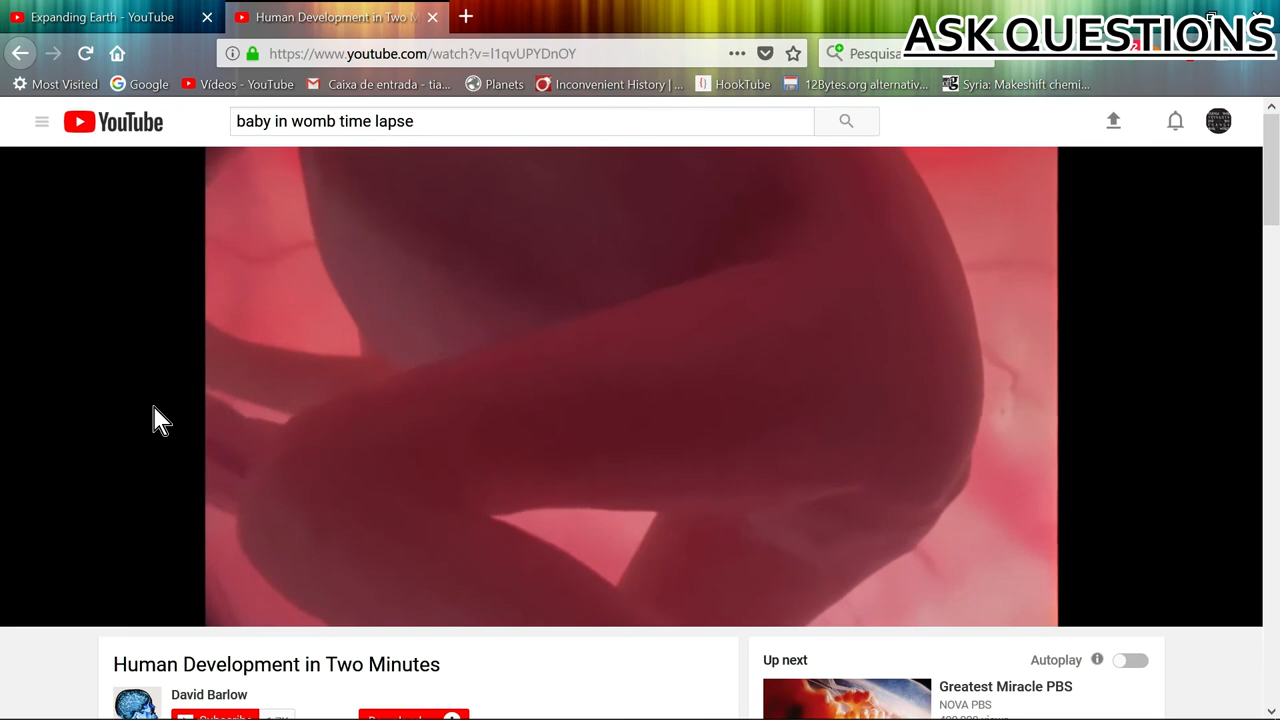 Expanding Earth - YouTube
Human Development in Two M
ASK QUESTIONS
https://www.youtube.com/watch?v=I1qvUPYDnOY
Pesquisa
Most Visited
Google
Vídeos - YouTube
Caixa de entrada - tia...
Planets
Inconvenient History | ...
HookTube
12Bytes.org alternativ...
Syria: Makeshift chemi...
YouTube
baby in womb time lapse
Human Development in Two Minutes
Up next
Autoplay
David Barlow
Greatest Miracle PBS
NOVA PBS